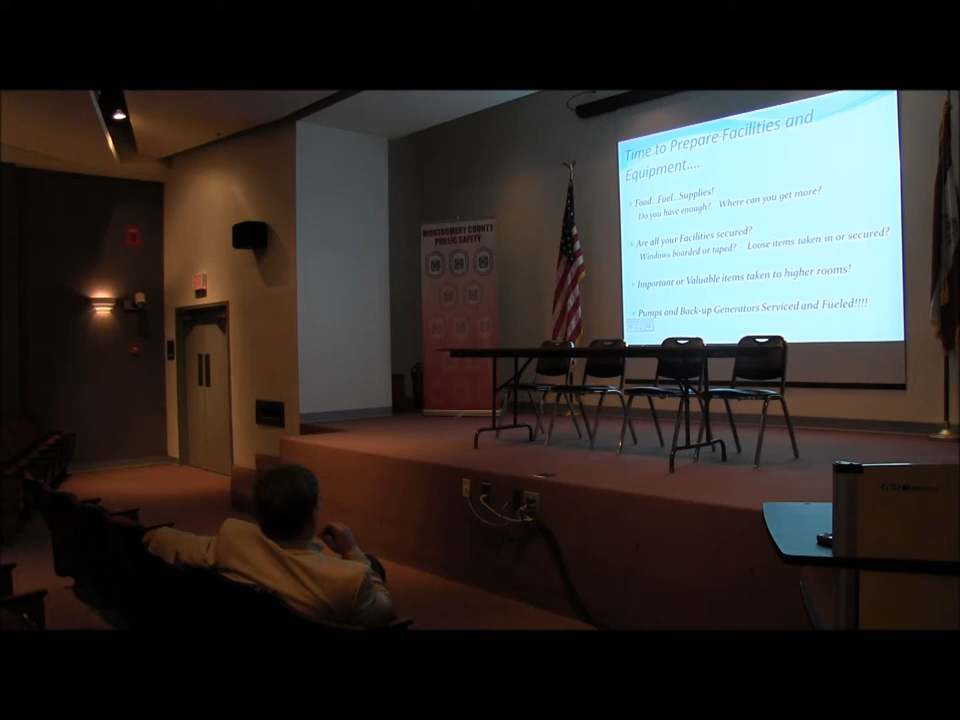 MONTGOMERY COUNTY
PUBLIC SAFETY
Time to Prepare Facilities and
Equipment....
Food...Fuel...Supplies!
Do you have enough? Where can you get more?
Are all your Facilities secured?
Windows boarded or taped? Loose items taken in or secured?
Important or Valuable items taken to higher rooms!
Pumps and Back-up Generators Serviced and Fueled!!!!